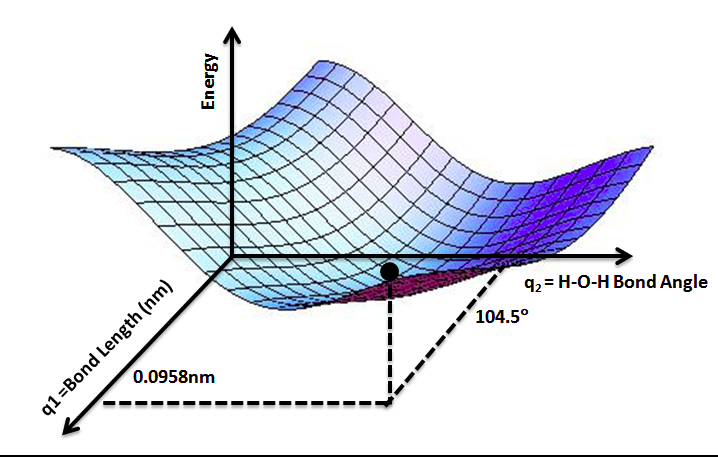 Energy
q₂ = H-O-H Bond Angle
104.5°
0.0958nm
q1 =Bond Length (nm)